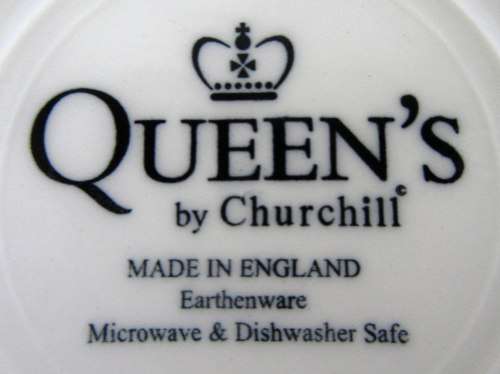 QUEEN'S
by Churchill ©
MADE IN ENGLAND
Earthenware
Microwave & Dishwasher Safe